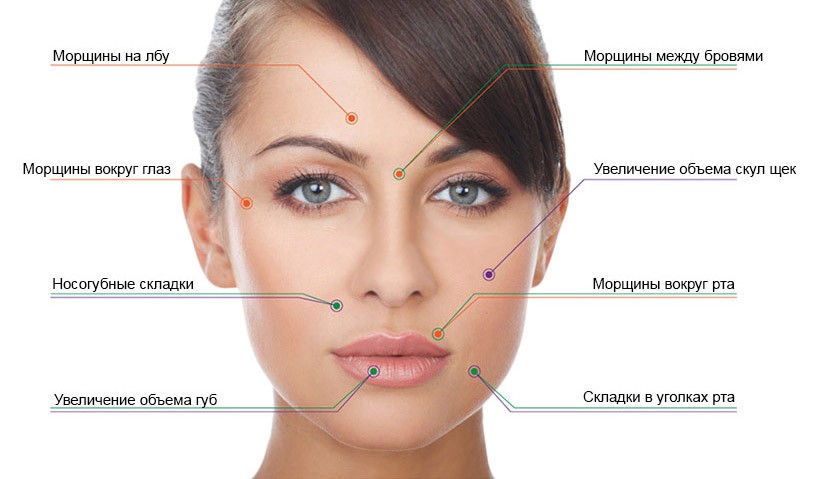 Морщины на лбу
Морщины между бровями
Морщины вокруг глаз
Увеличение объема скул щек
Носогубные складки
Морщины вокруг рта
Увеличение объема губ
Складки в уголках рта